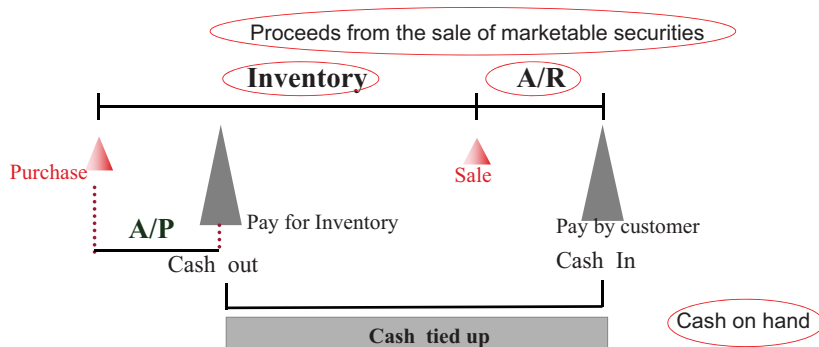 Proceeds from the sale of marketable securities
Inventory
A/R
Purchase
Sale
A/P
Pay for Inventory
Pay by customer
Cash out
Cash In
Cash on hand
Cash tied up